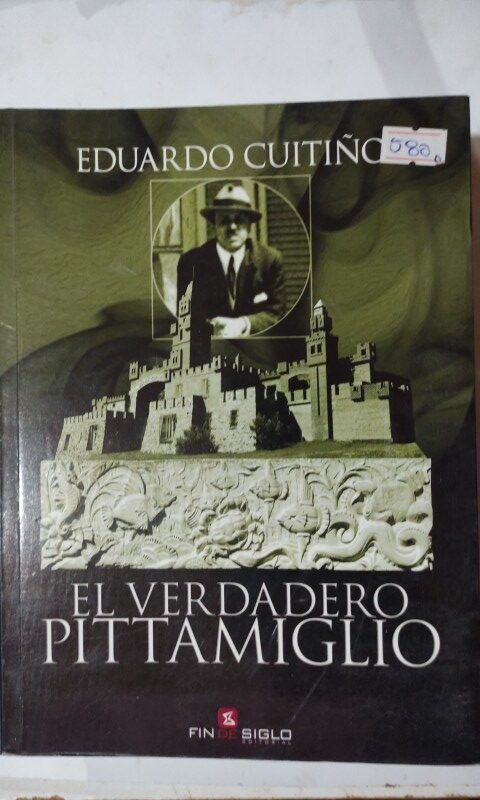 EDUARDO CUITIÑO
580
EL VERDADERO
PITTAMIGLIO
FIN DE SIGLO
EDITORIAL